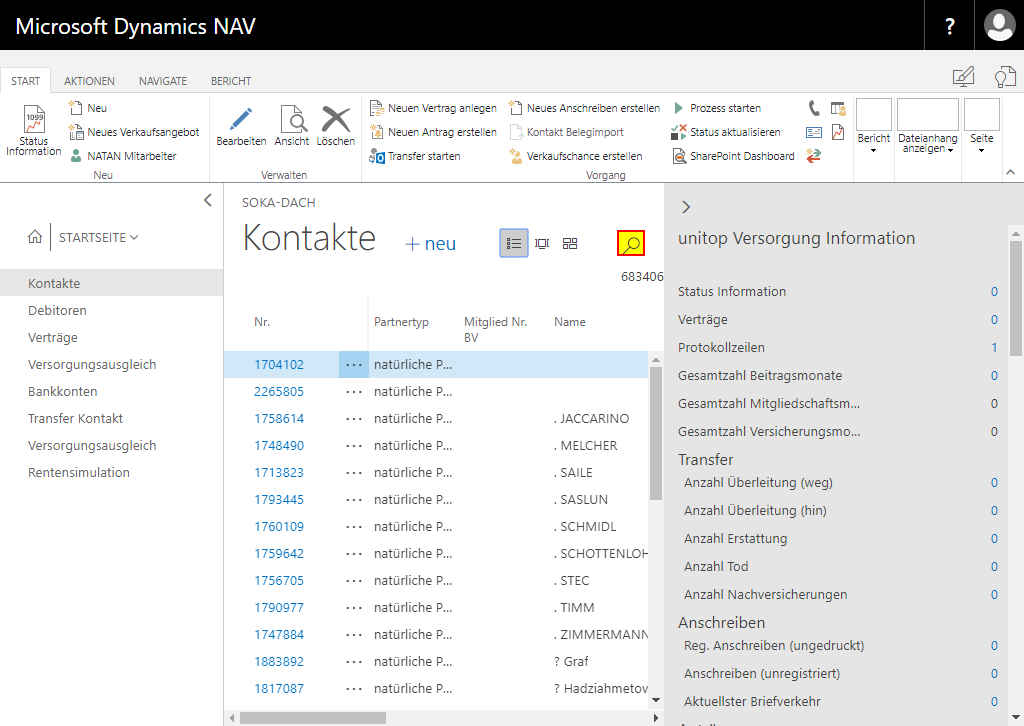 Microsoft Dynamics NAV
?
START
AKTIONEN
NAVIGATE
BERICHT
1099
Status
Information
Neu
Neues Verkaufsangebot
NATAN Mitarbeiter
Neu
Bearbeiten
Ansicht
Löschen
Verwalten
Neuen Vertrag anlegen
Neuen Antrag erstellen
Transfer starten
Neues Anschreiben erstellen
Kontakt Belegimport
Verkaufschance erstellen
Prozess starten
Status aktualisieren
SharePoint Dashboard
Vorgang
Bericht
Dateianhang
anzeigen
Seite
STARTSEITE
Kontakte
Debitoren
Verträge
Versorgungsausgleich
Bankkonten
Transfer Kontakt
Versorgungsausgleich
Rentensimulation
SOKA-DACH
Kontakte
+ neu
683406
Nr.
Partnertyp
Mitglied Nr.
BV
Name
1704102 ··· natürliche P...
2265805 ··· natürliche P...
1758614 ··· natürliche P... . JACCARINO
1748490 ··· natürliche P... . MELCHER
1713823 ··· natürliche P... . SAILE
1793445 ··· natürliche P... . SASLUN
1760109 ··· natürliche P... . SCHMIDL
1759642 ··· natürliche P... . SCHOTTENLOH
1756705 ··· natürliche P... . STEC
1790977 ··· natürliche P... . TIMM
1747884 ··· natürliche P... . ZIMMERMANN
1883892 ··· natürliche P... ? Graf
1817087 ··· natürliche P... ? Hadziahmetov
unitop Versorgung Information
Status Information 0
Verträge 0
Protokollzeilen 1
Gesamtzahl Beitragsmonate 0
Gesamtzahl Mitgliedschaftsm... 0
Gesamtzahl Versicherungsmo... 0
Transfer
Anzahl Überleitung (weg) 0
Anzahl Überleitung (hin) 0
Anzahl Erstattung 0
Anzahl Tod 0
Anzahl Nachversicherungen 0
Anschreiben
Reg. Anschreiben (ungedruckt) 0
Anschreiben (unregistriert) 0
Aktuellster Briefverkehr 0